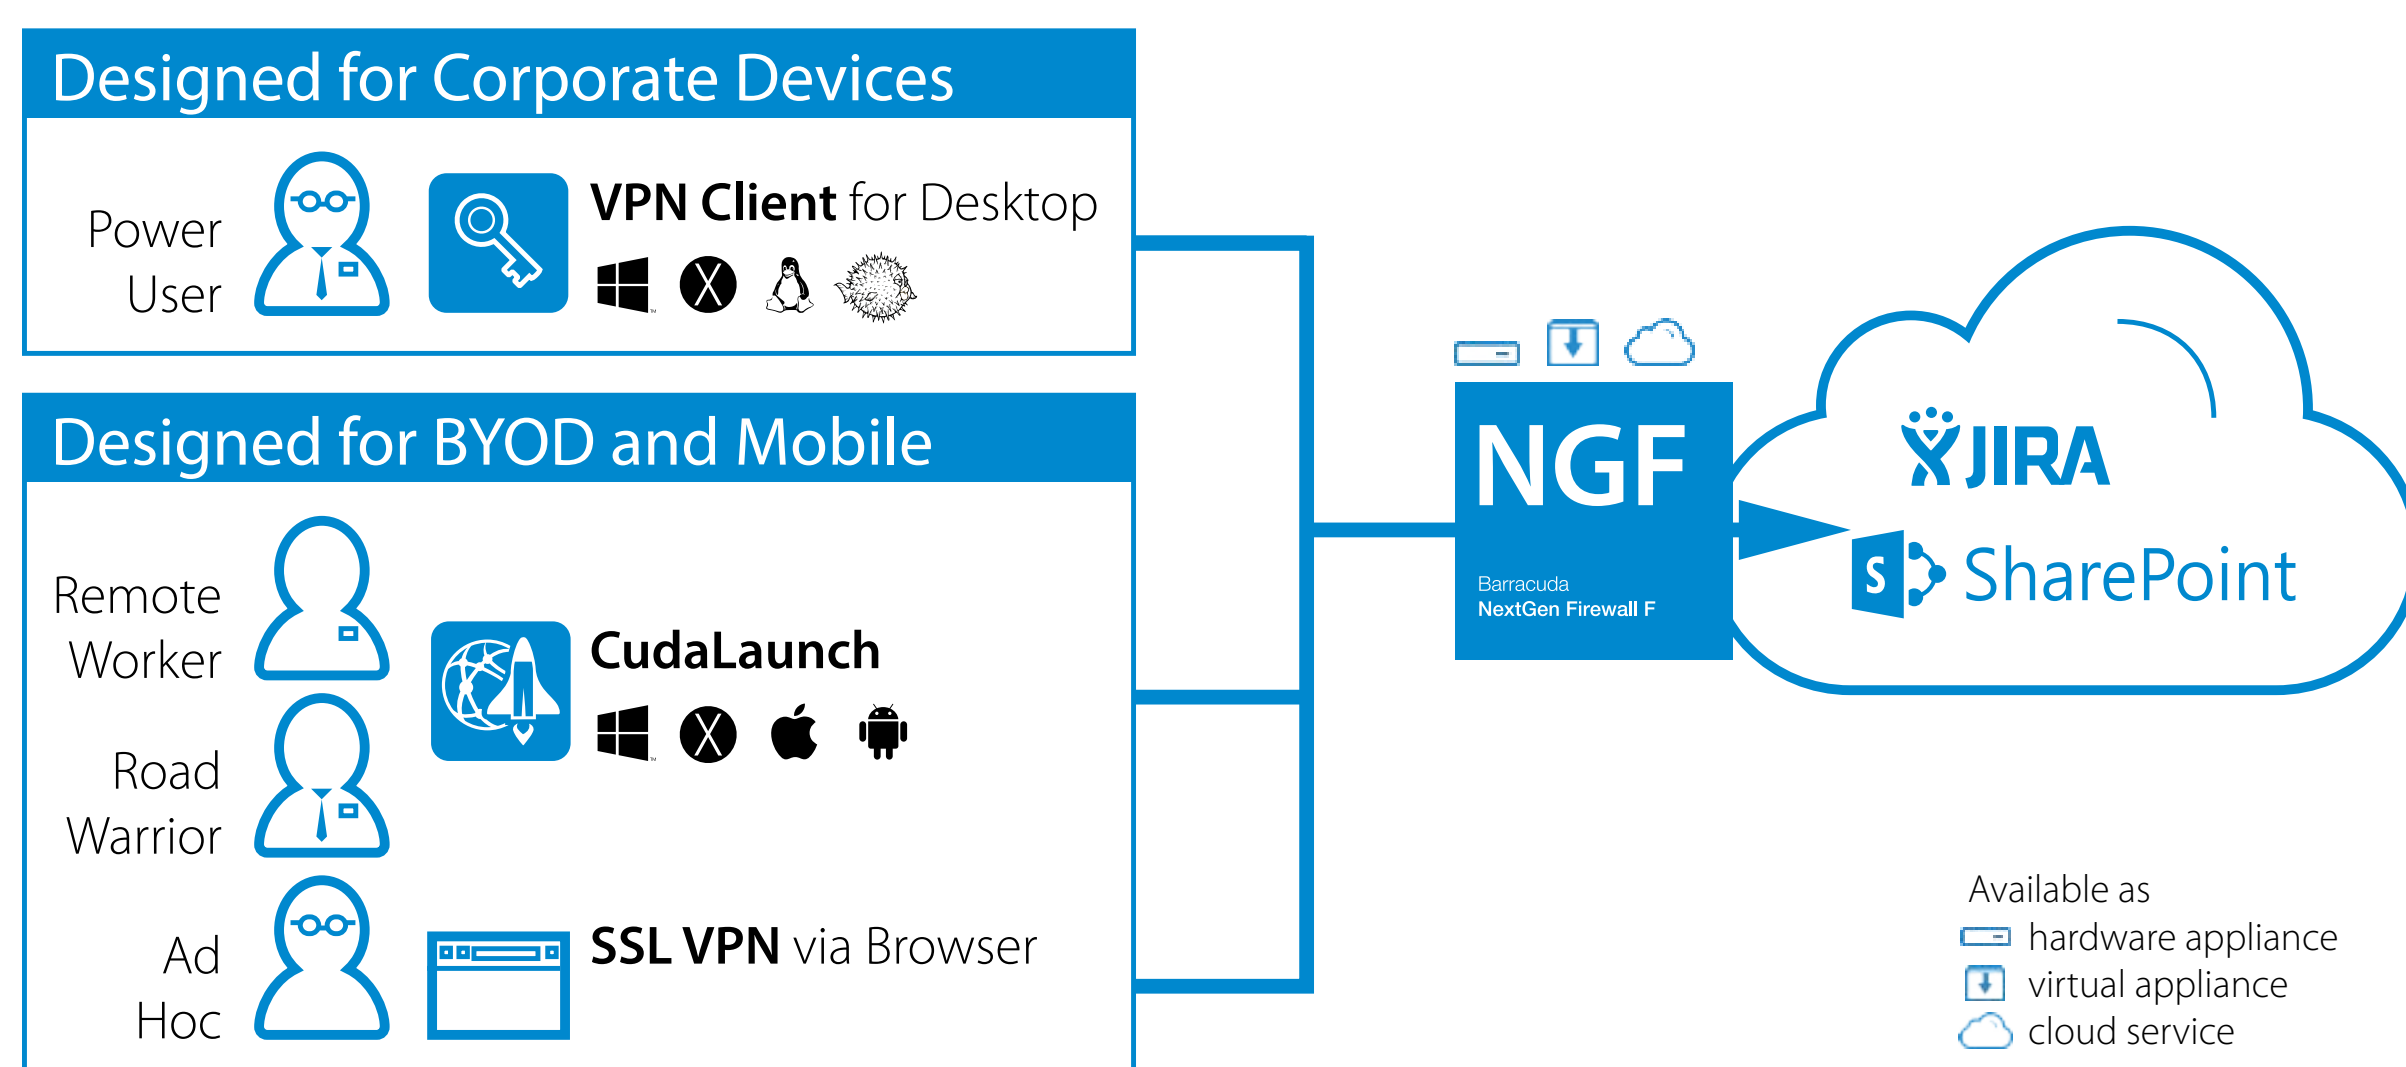 Designed for Corporate Devices
Power
User
VPN Client for Desktop
X
TM
Designed for BYOD and Mobile
Remote
Worker
CudaLaunch
X
TM
Road
Warrior
Ad
Hoc
SSL VPN via Browser
NGF
Barracuda
NextGen Firewall F
JIRA
S
SharePoint
Available as
hardware appliance
virtual appliance
cloud service